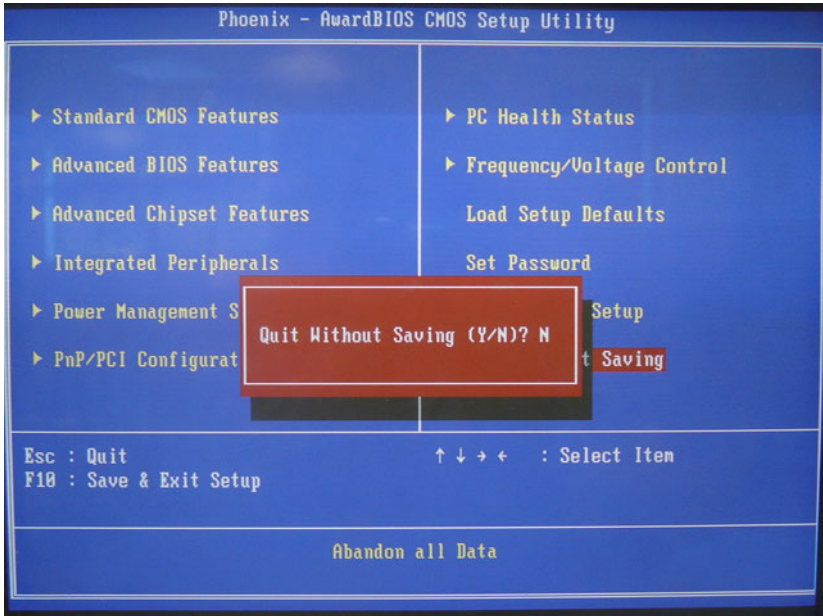 Phoenix - AwardBIOS CMOS Setup Utility
Standard CMOS Features
Advanced BIOS Features
Advanced Chipset Features
Integrated Peripherals
Power Management S
PnP/PCI Configurat
PC Health Status
Frequency/Voltage Control
Load Setup Defaults
Set Password
Setup
t Saving
Quit Without Saving (Y/N)? N
Esc : Quit
F10 : Save & Exit Setup
↑ ↓ → ← : Select Item
Abandon all Data